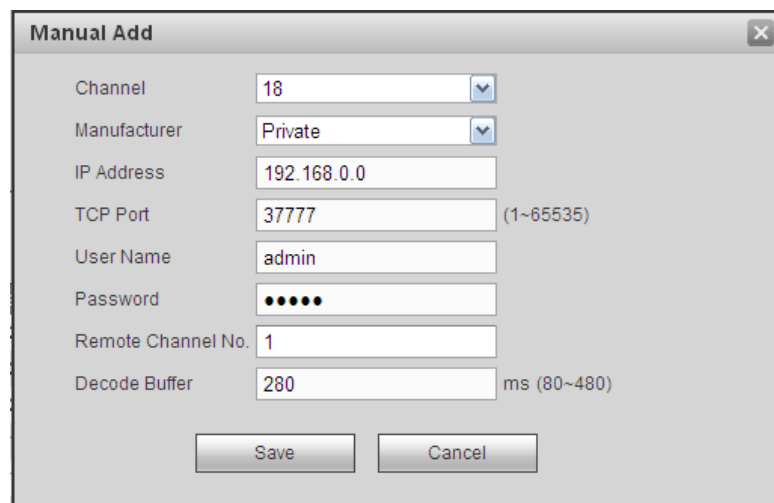 Manual Add
Channel 18
Manufacturer Private
IP Address 192.168.0.0
TCP Port 37777 (1~65535)
User Name admin
Password •••••
Remote Channel No. 1
Decode Buffer 280 ms (80~480)
Save Cancel